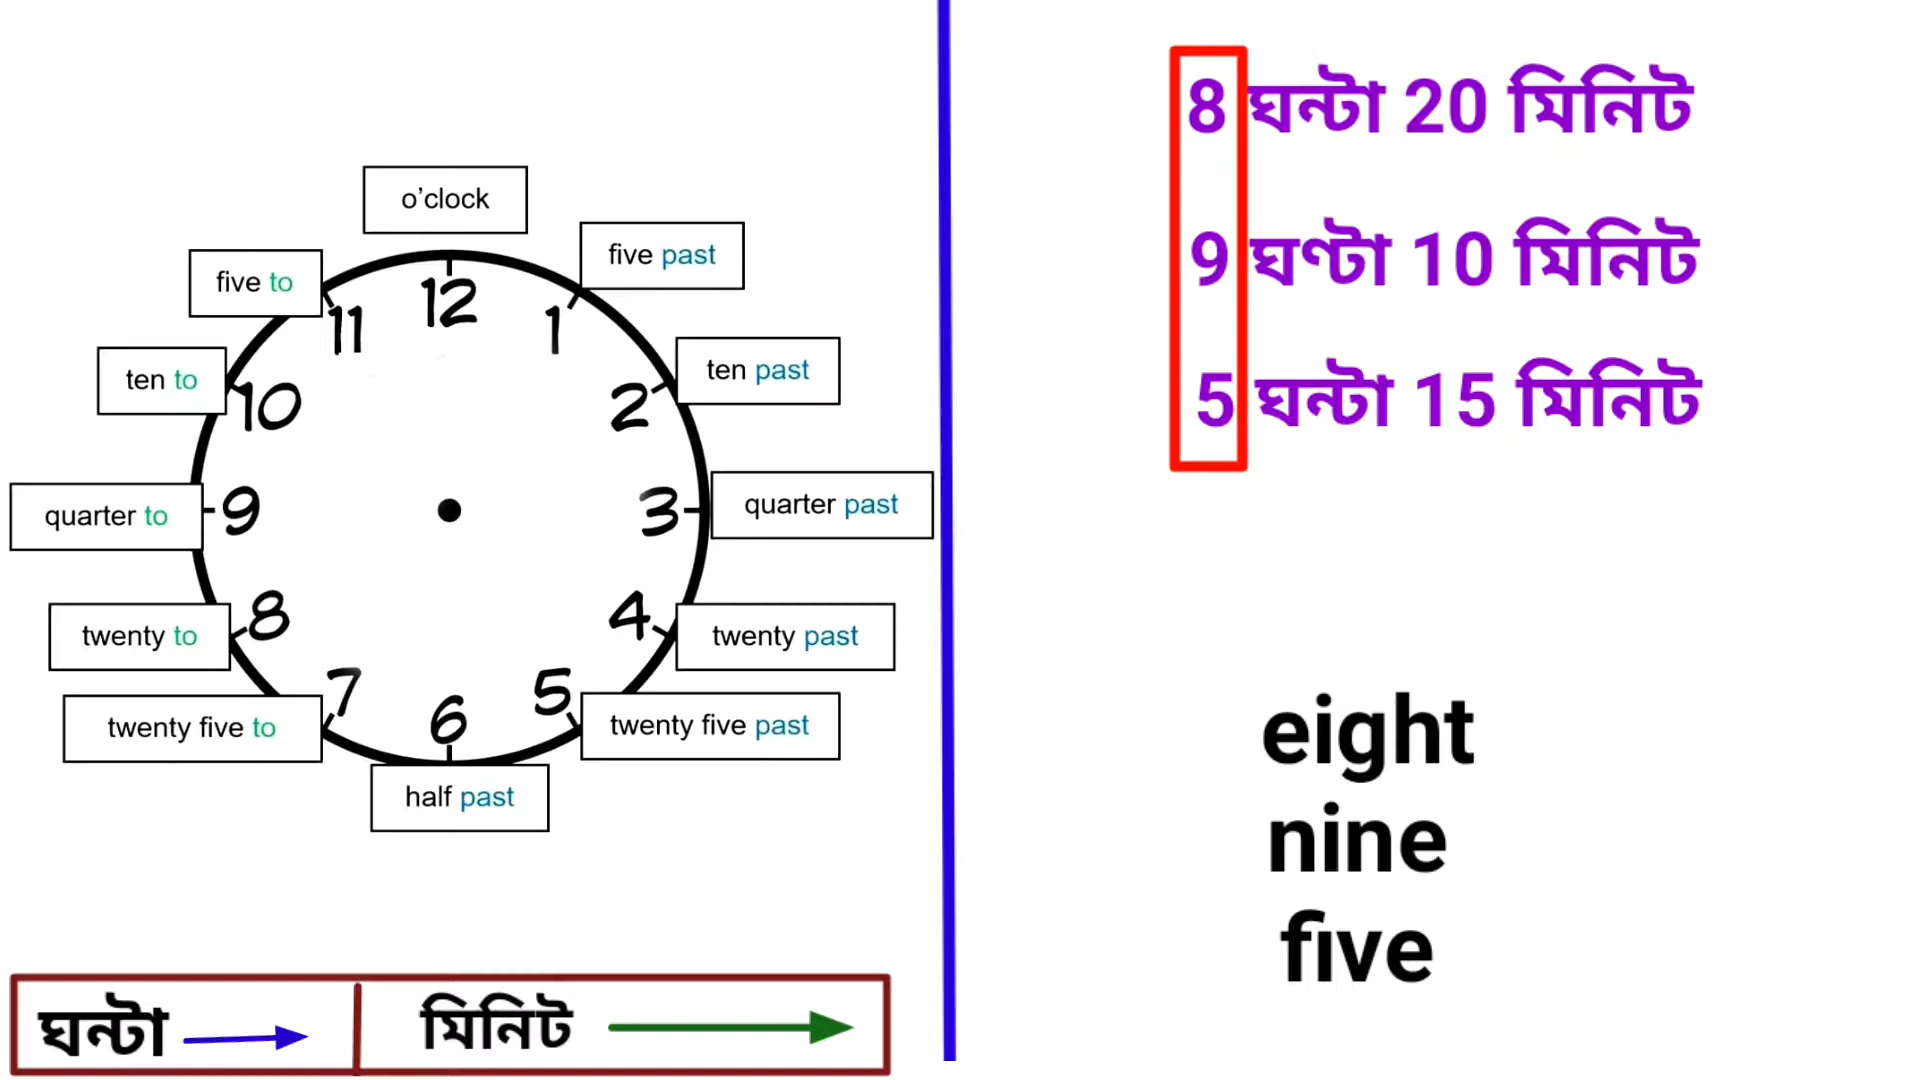 o'clock
five past
five to
12
11
1
ten past
ten to
10
2
quarter past
quarter to
9
3
8
4
twenty to
twenty past
7
5
6
twenty five to
twenty five past
half past
ঘন্টা
মিনিট
8 ঘন্টা 20 মিনিট
9 ঘণ্টা 10 মিনিট
5 ঘন্টা 15 মিনিট
eight
nine
five